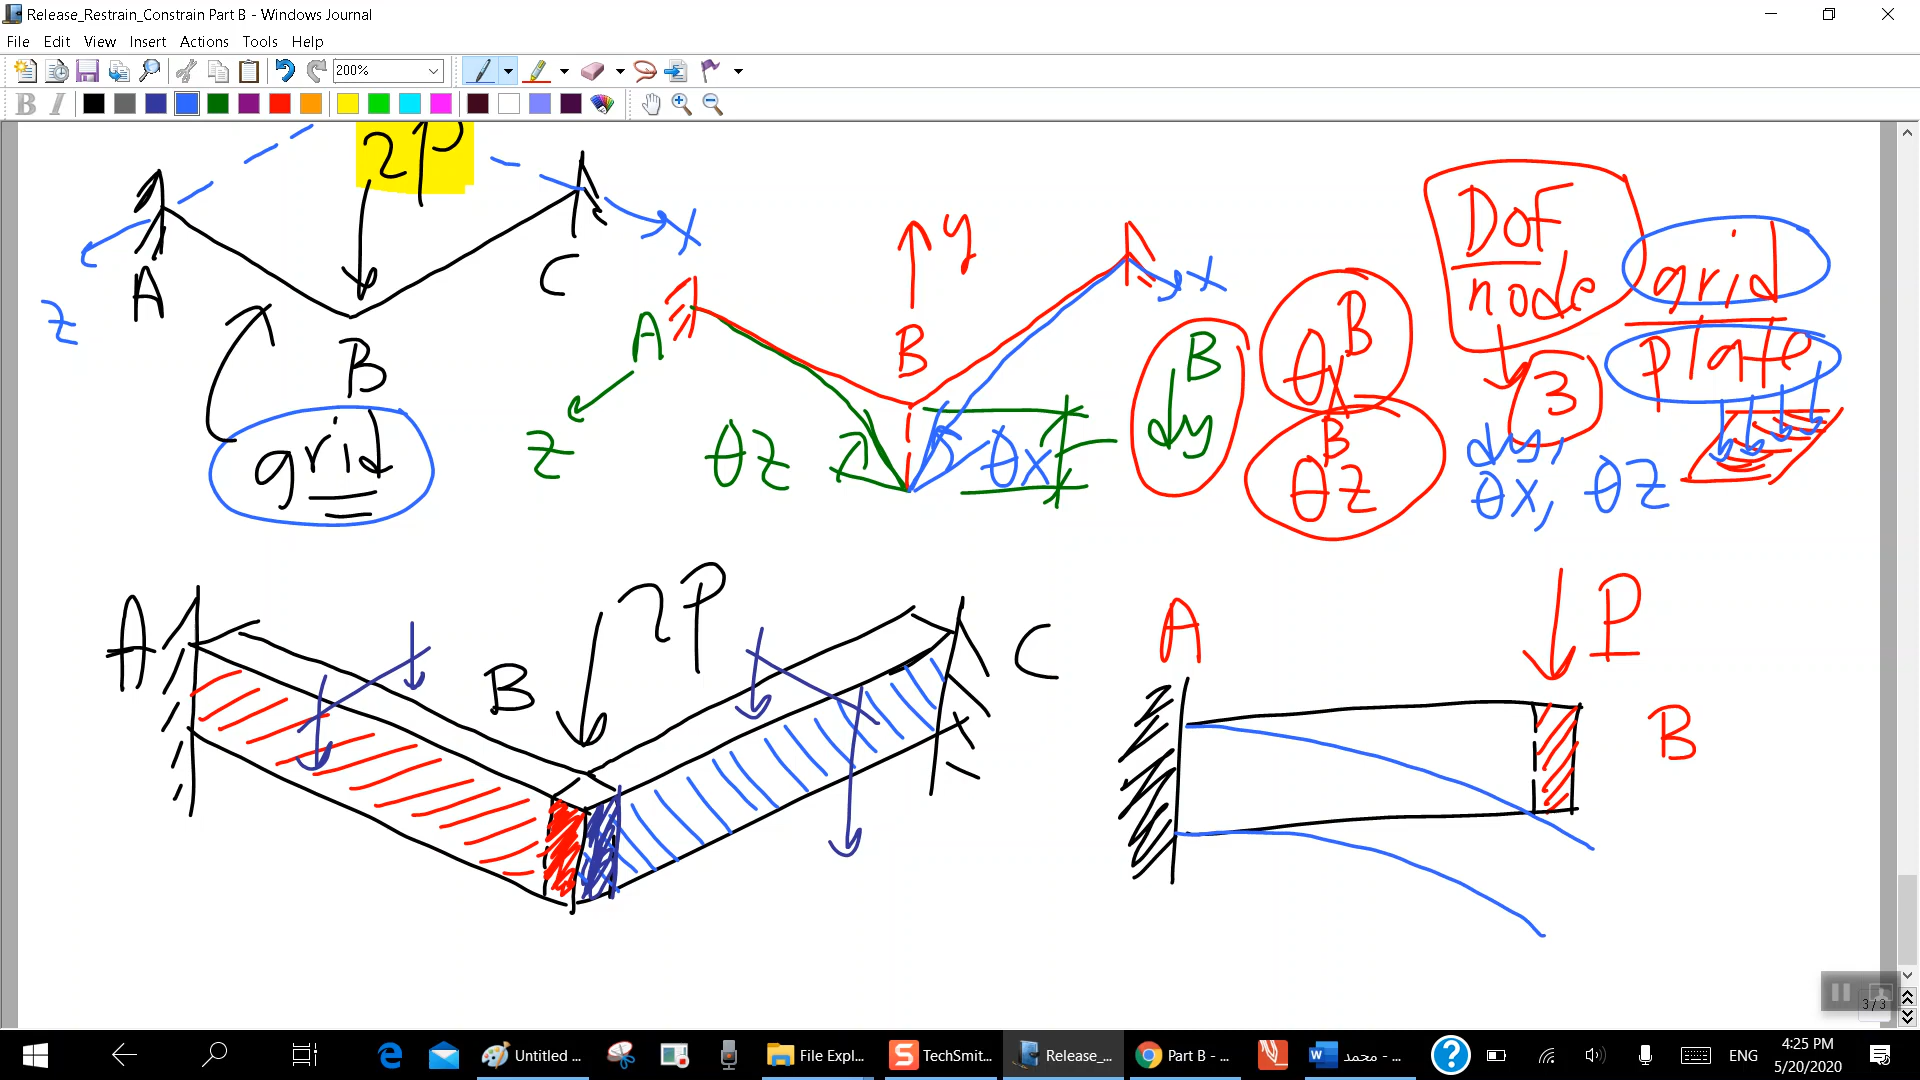 Release_Restrain_Constrain Part B - Windows Journal
File Edit View Insert Actions Tools Help
200%
B I
2P
A
z
B
C
x
grid
y
A
z
B
x
θz
θx
dy B
θx B
θz B
DoF
node
3
dy,
θx, θz
grid
plate
A
B
2P
C
A
P
B
3 / 3
Untitled ...
File Expl...
TechSmit...
Release_...
Part B - ...
محمد - ...
ENG
4:25 PM
5/20/2020